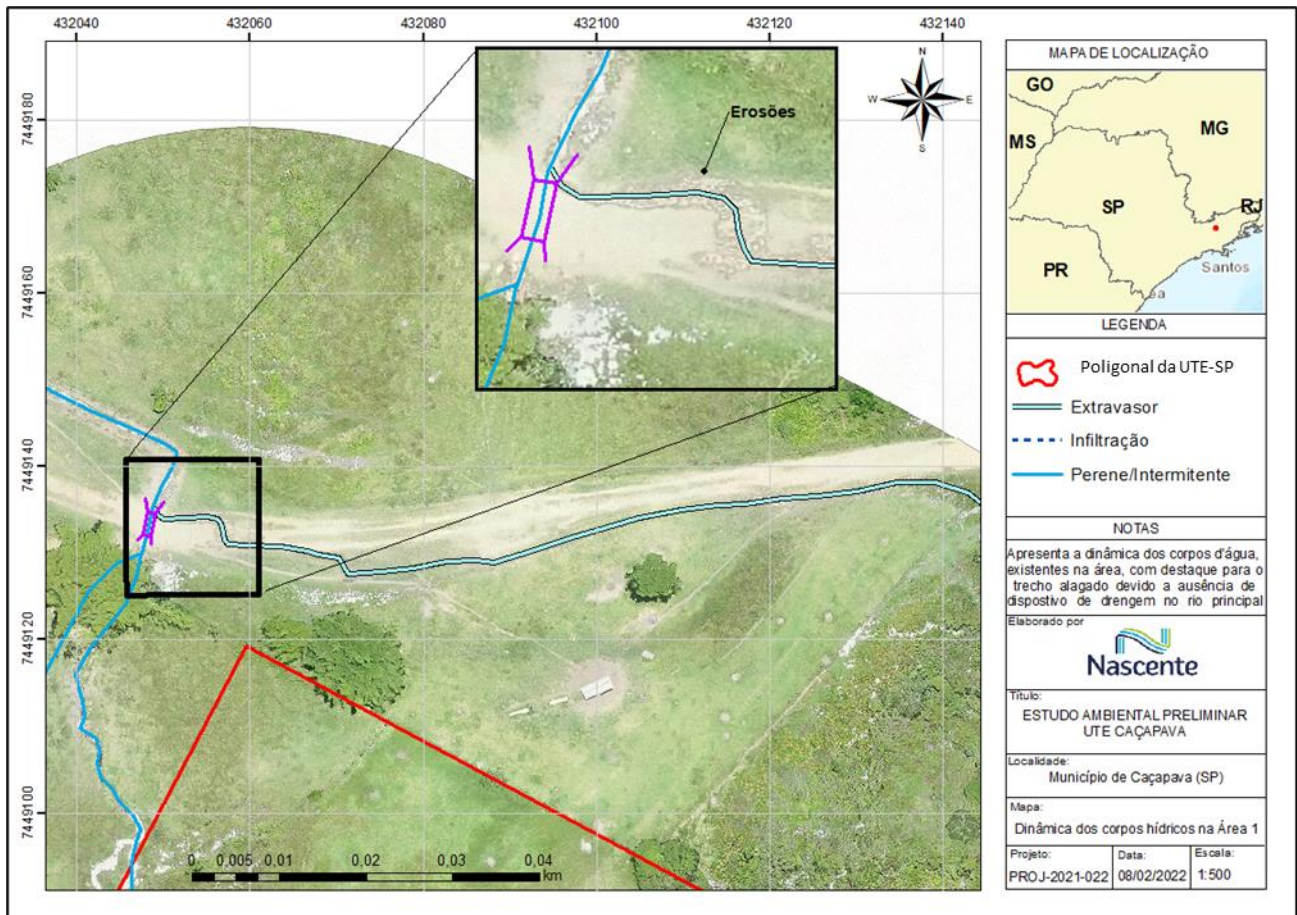 432040 432060 432080 432100 432120 432140
7449180
7449160
7449140
7449120
7449100
Erosões
N
W E
S
0 0,005 0,01 0,02 0,03 0,04
km
MAPA DE LOCALIZAÇÃO
GO
MG
MS
SP
RJ
PR
Santos
LEGENDA
Poligonal da UTE-SP
Extravasor
Infiltração
Perene/Intermitente
NOTAS
Apresenta a dinâmica dos corpos d'água,
existentes na área, com destaque para o
trecho alagado devido a ausência de
dispostivo de drengem no rio principal
Elaborado por
Nascente
Título:
ESTUDO AMBIENTAL PRELIMINAR
UTE CAÇAPAVA
Localidade:
Município de Caçapava (SP)
Mapa:
Dinâmica dos corpos hídricos na Área 1
Projeto: Data: Escala:
PROJ-2021-022 08/02/2022 1:500